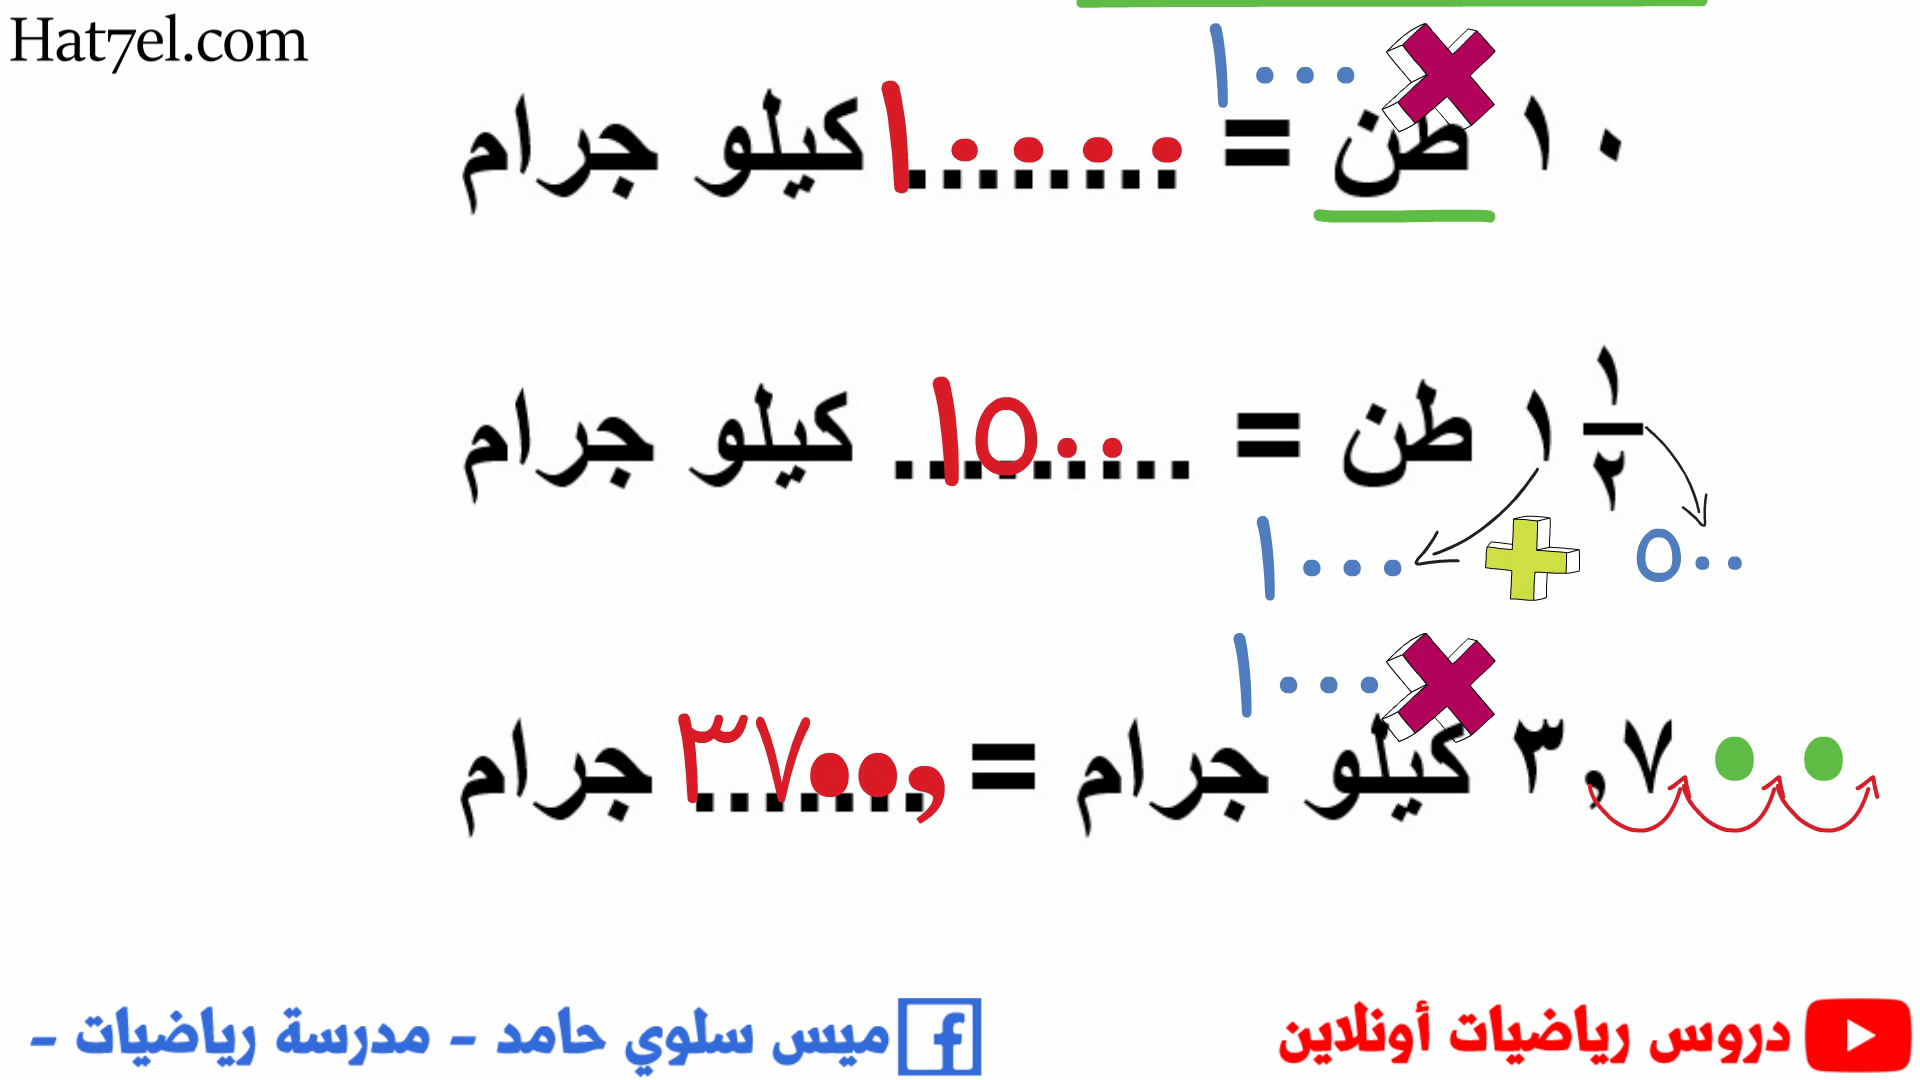 Hat7el.com
× ١٠٠٠
١٠ طن = ١٠٠٠٠ كيلو جرام
١ ١/٢ طن = ١٥٠٠ كيلو جرام
٥٠٠ + ١٠٠٠
× ١٠٠٠
٣,٧٠٠ كيلو جرام = ٣٧٠٠, جرام
دروس رياضيات أونلاين
ميس سلوي حامد - مدرسة رياضيات -